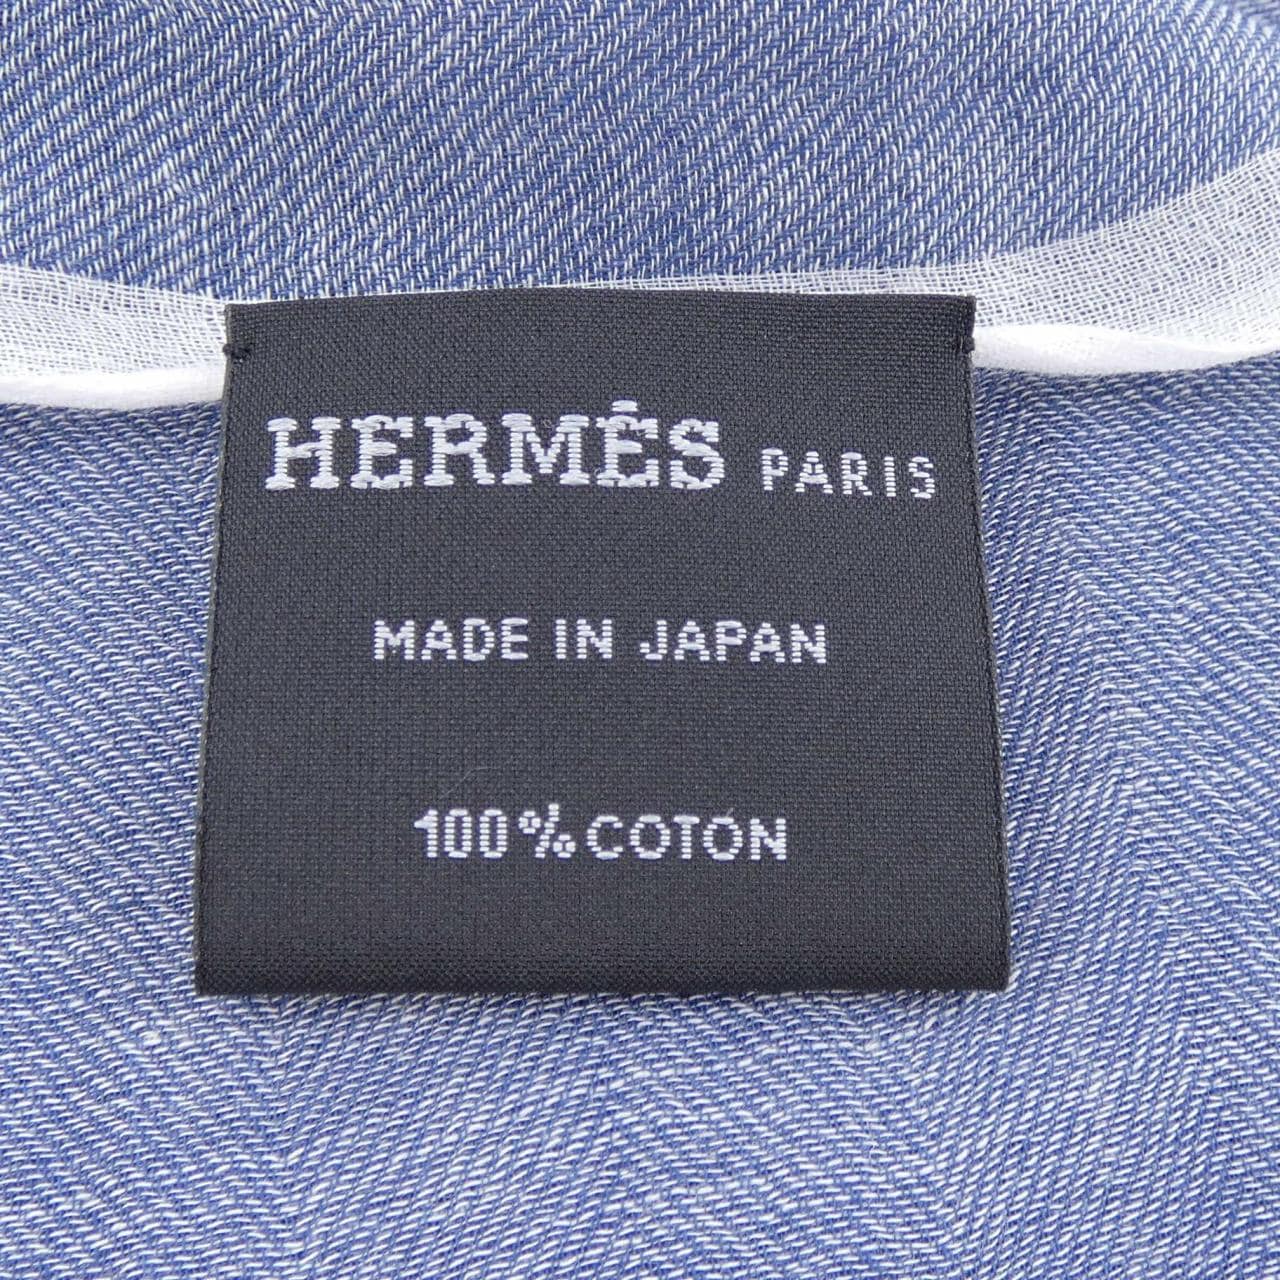 HERMÈS PARIS
MADE IN JAPAN
100% COTON